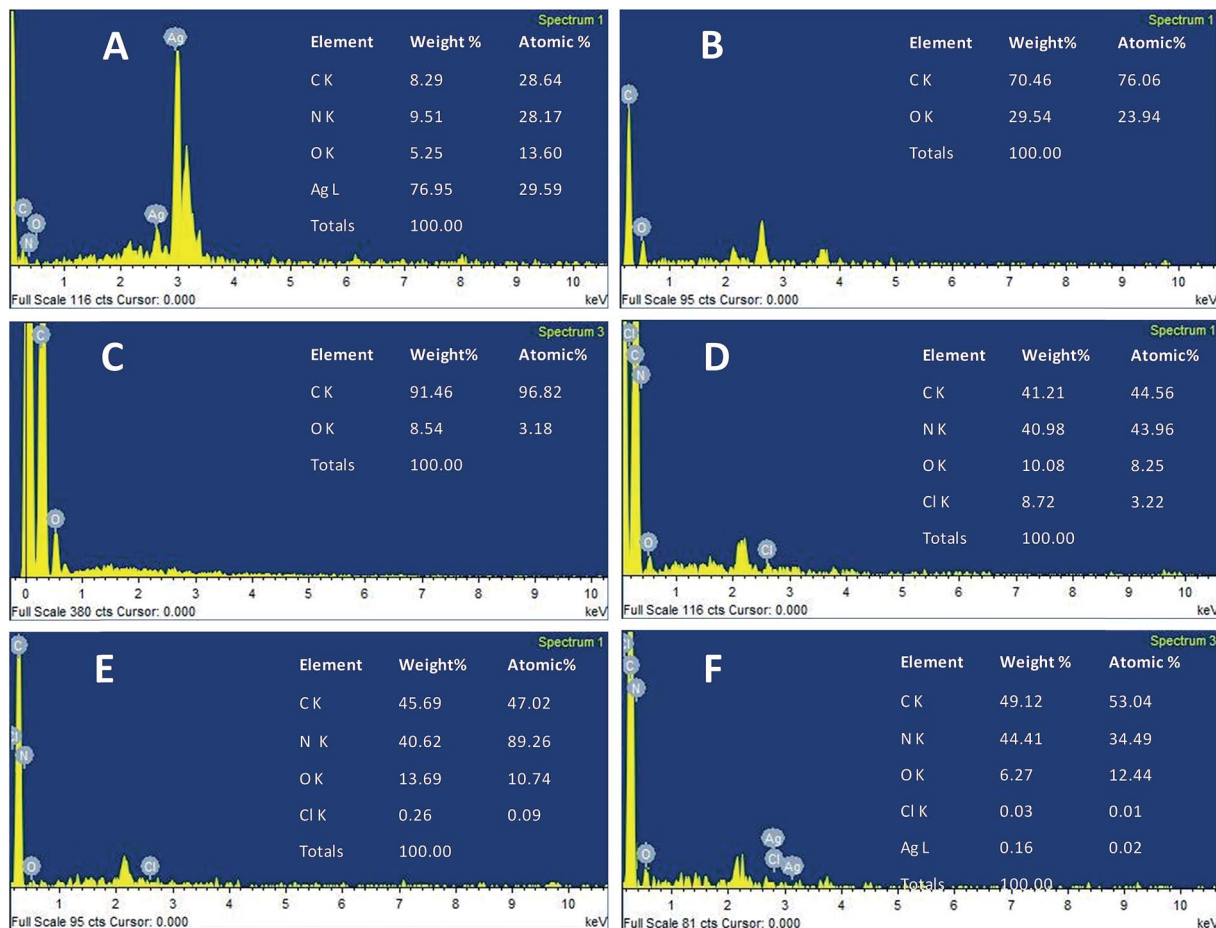 Spectrum 1
A
Element Weight % Atomic %
C K 8.29 28.64
N K 9.51 28.17
O K 5.25 13.60
Ag L 76.95 29.59
Totals 100.00
Ag
Ag
C
O
N
1 2 3 4 5 6 7 8 9 10
Full Scale 116 cts Cursor: 0.000 keV
Spectrum 1
B
Element Weight% Atomic%
C K 70.46 76.06
O K 29.54 23.94
Totals 100.00
C
O
1 2 3 4 5 6 7 8 9 10
Full Scale 95 cts Cursor: 0.000 keV
Spectrum 3
C
Element Weight% Atomic%
C K 91.46 96.82
O K 8.54 3.18
Totals 100.00
C
O
0 1 2 3 4 5 6 7 8 9 10
Full Scale 380 cts Cursor: 0.000 keV
Spectrum 1
D
Element Weight% Atomic%
C K 41.21 44.56
N K 40.98 43.96
O K 10.08 8.25
Cl K 8.72 3.22
Totals 100.00
Cl
C
N
O
Cl
1 2 3 4 5 6 7 8 9 10
Full Scale 116 cts Cursor: 0.000 keV
Spectrum 1
E
Element Weight% Atomic%
C K 45.69 47.02
N K 40.62 89.26
O K 13.69 10.74
Cl K 0.26 0.09
Totals 100.00
C
Cl
N
O
Cl
1 2 3 4 5 6 7 8 9 10
Full Scale 95 cts Cursor: 0.000 keV
Spectrum 3
F
Element Weight % Atomic%
C K 49.12 53.04
N K 44.41 34.49
O K 6.27 12.44
Cl K 0.03 0.01
Ag L 0.16 0.02
Totals 100.00
Cl
C
N
O
Ag
Cl
Ag
1 2 3 4 5 6 7 8 9 10
Full Scale 81 cts Cursor: 0.000 keV